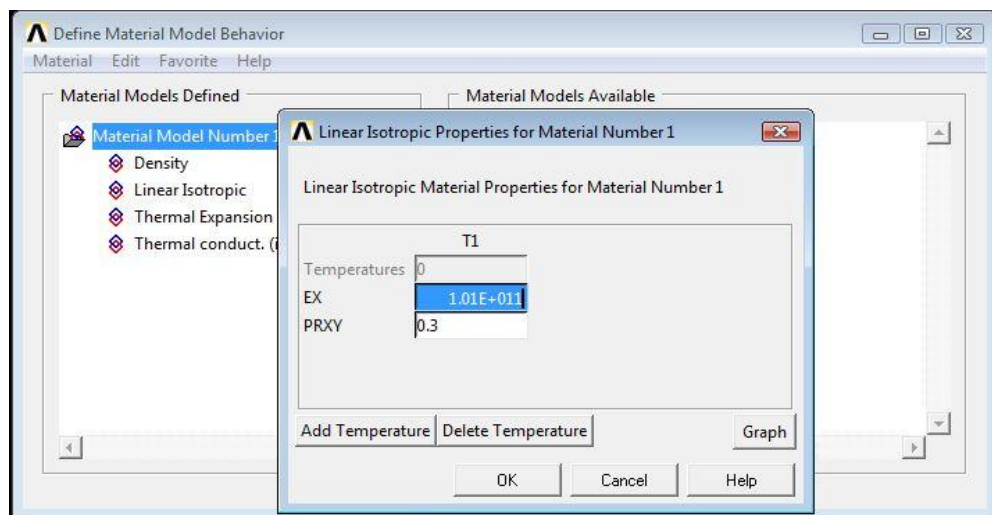 Define Material Model Behavior
Material Edit Favorite Help
Material Models Defined
Material Models Available
Material Model Number 1
Density
Linear Isotropic
Thermal Expansion
Thermal conduct. (i
Linear Isotropic Properties for Material Number 1
Linear Isotropic Material Properties for Material Number 1
T1
Temperatures 0
EX 1.01E+011
PRXY 0.3
Add Temperature Delete Temperature Graph
OK Cancel Help